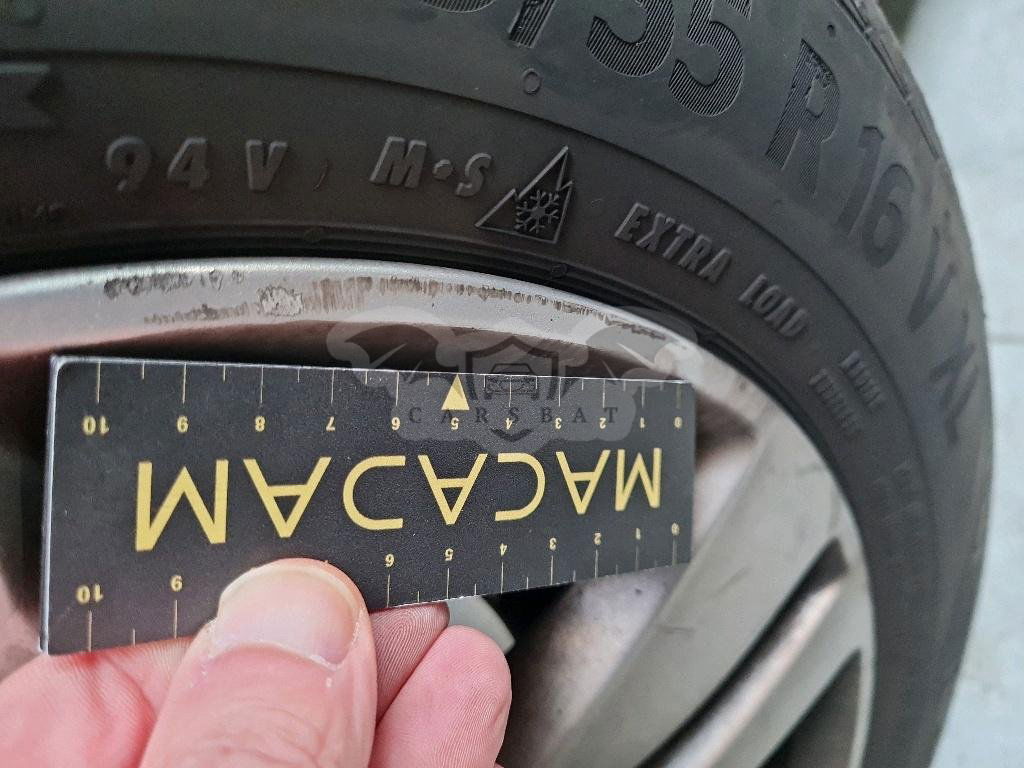 /55 R 16 V XL
94 V M•S EXTRA LOAD
CARSBAT
10 9 8 7 6 5 4 3 2 1 0
MACADAM
10 9 6 5 4 3 2 1 0